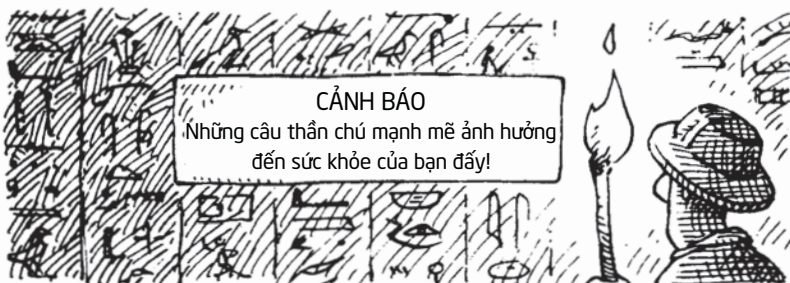 CẢNH BÁO
Những câu thần chú mạnh mẽ ảnh hưởng
đến sức khỏe của bạn đấy!